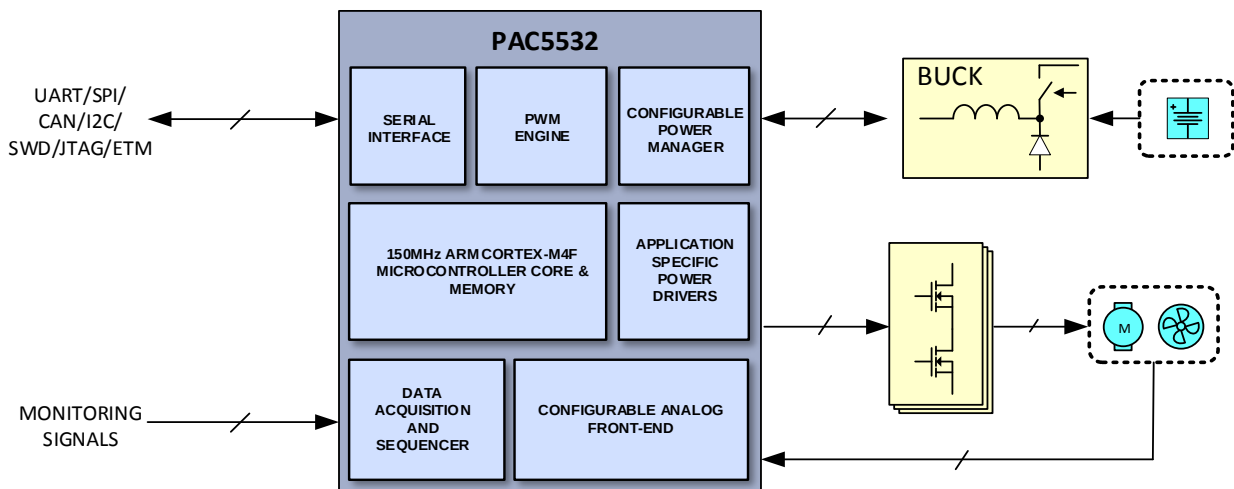 PAC5532
UART/SPI/
CAN/I2C/
SWD/JTAG/ETM
SERIAL
INTERFACE
PWM
ENGINE
CONFIGURABLE
POWER
MANAGER
BUCK
+
150MHz ARM CORTEX-M4F
MICROCONTROLLER CORE &
MEMORY
APPLICATION
SPECIFIC
POWER
DRIVERS
M
MONITORING
SIGNALS
DATA
ACQUISITION
AND
SEQUENCER
CONFIGURABLE ANALOG
FRONT-END